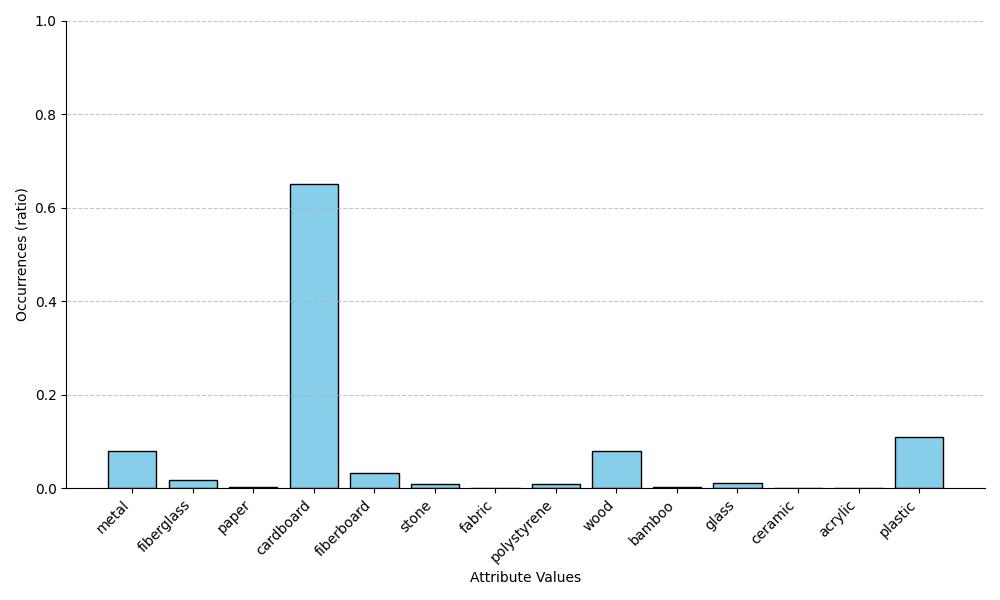 1.0
0.8
0.6
0.4
0.2
0.0
Occurrences (ratio)
metal
fiberglass
paper
cardboard
fiberboard
stone
fabric
polystyrene
wood
bamboo
glass
ceramic
acrylic
plastic
Attribute Values